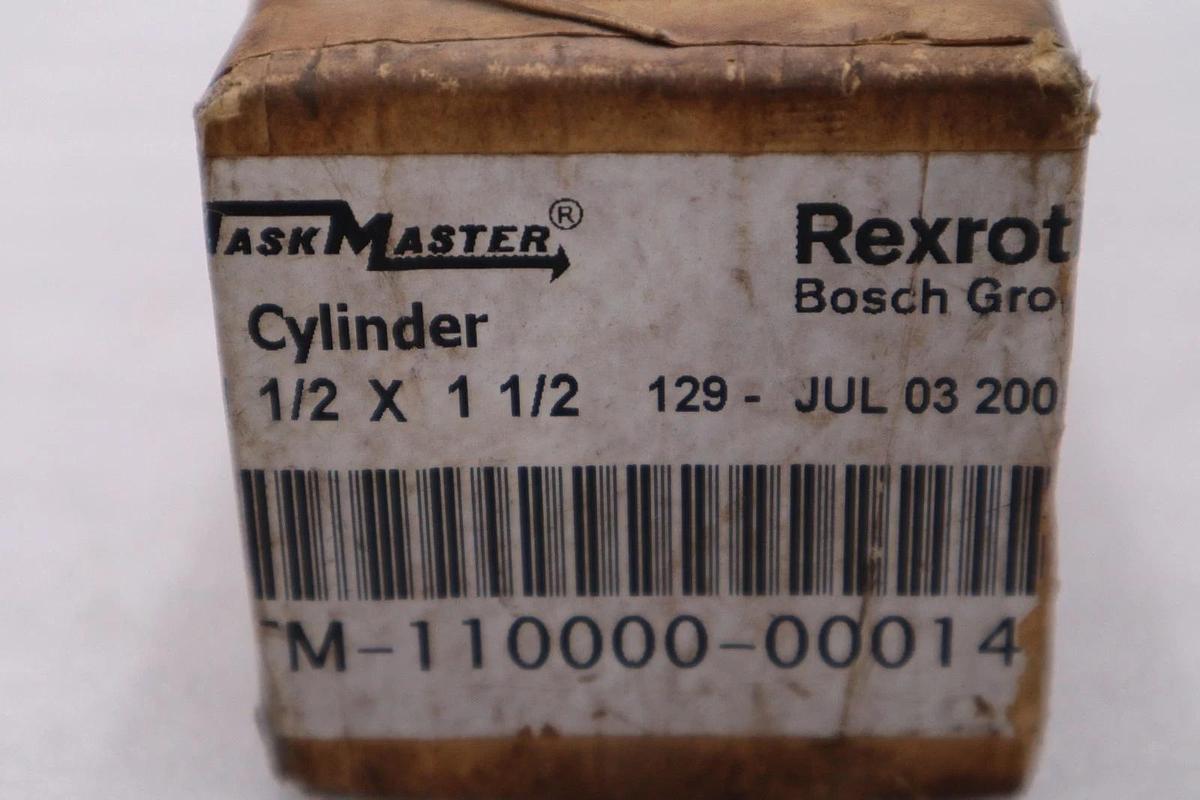 TASKMASTER®
Rexrot
Bosch Gro
Cylinder
1/2 X 1 1/2 129 - JUL 03 200
TM-110000-00014